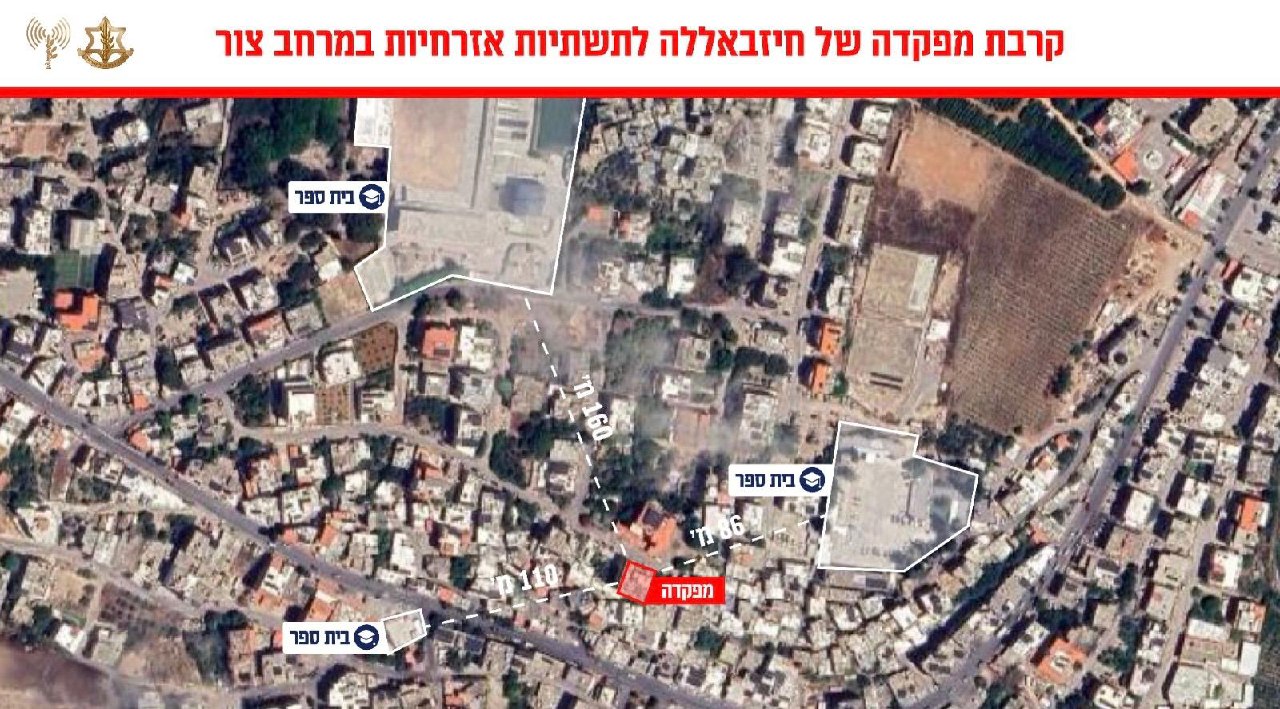 קרבת מפקדה של חיזבאללה לתשתיות אזרחיות במרחב צור
בית ספר
160 מ'
בית ספר
86 מ'
מפקדה
110 מ'
בית ספר